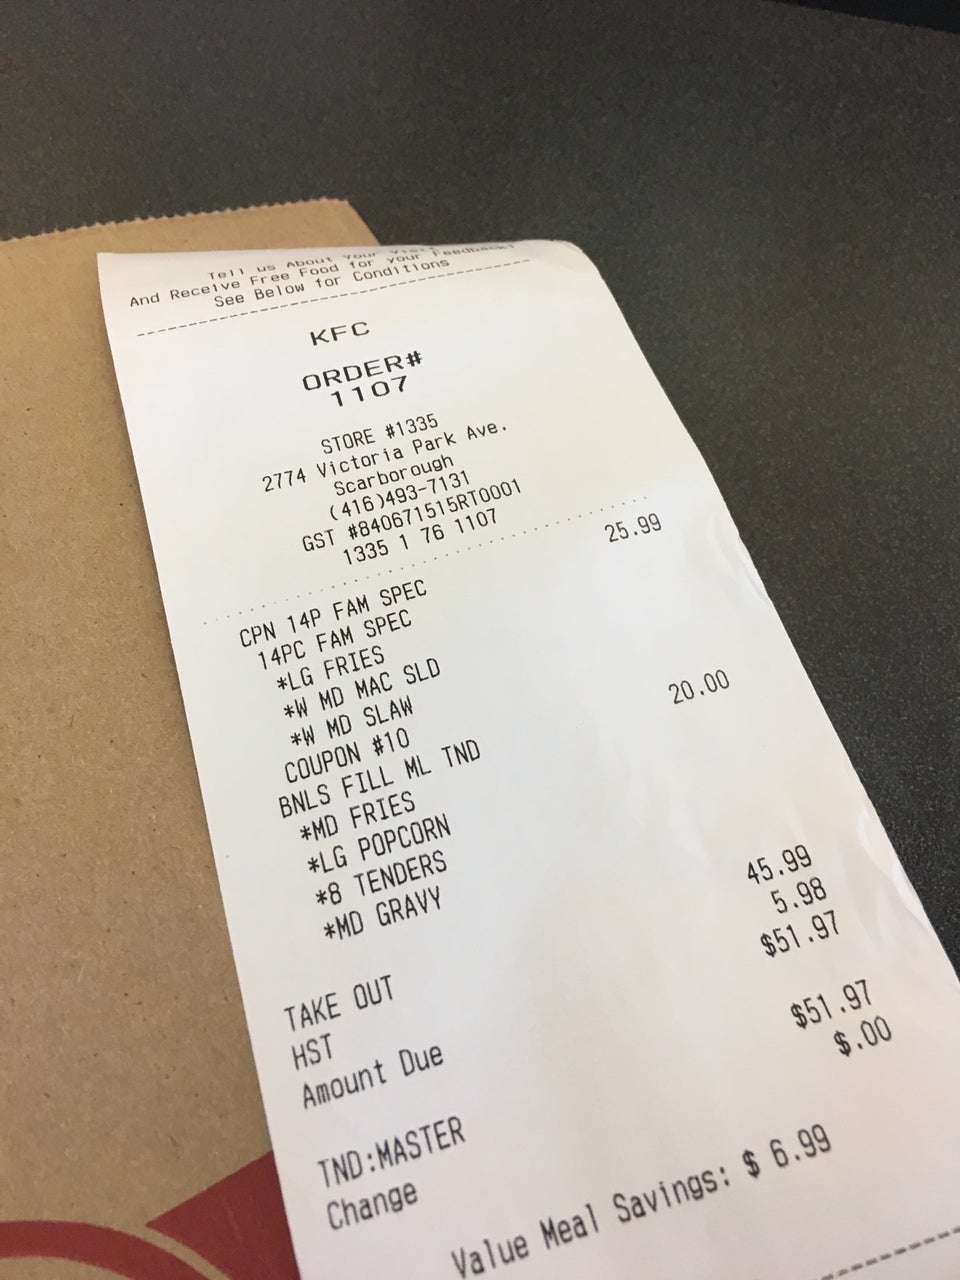 Tell us About Your Visit
And Receive Free Food for your Feedback!
See Below for Conditions
KFC
ORDER#
1107
STORE #1335
2774 Victoria Park Ave.
Scarborough
(416)493-7131
GST #840671515RT0001
1335 1 76 1107
CPN 14P FAM SPEC 25.99
14PC FAM SPEC
*LG FRIES
*W MD MAC SLD
*W MD SLAW
COUPON #10 20.00
BNLS FILL ML TND
*MD FRIES
*LG POPCORN
*8 TENDERS
*MD GRAVY
TAKE OUT 45.99
HST 5.98
Amount Due $51.97
TND:MASTER $51.97
Change $.00
Value Meal Savings: $ 6.99